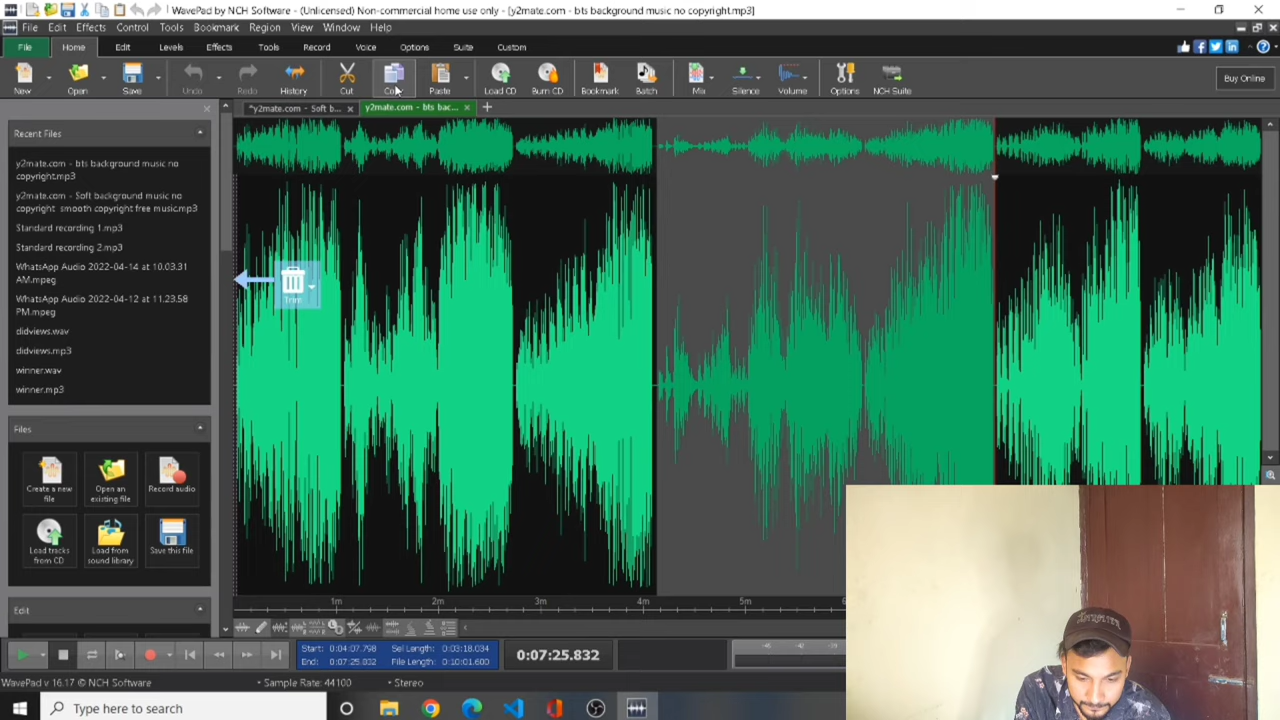 WavePad by NCH Software - (Unlicensed) Non-commercial home use only - [y2mate.com - bts background music no copyright.mp3]
File Edit Effects Control Tools Bookmark Region View Window Help
File Home Edit Levels Effects Tools Record Voice Options Suite Custom
New Open Save Undo Redo History Cut Paste Load CD Burn CD Bookmark Batch Mix Silence Volume Options NCH Suite Buy Online
*y2mate.com - Soft b... y2mate.com - bts bac...
Recent Files
y2mate.com - bts background music no
copyright.mp3
y2mate.com - Soft background music no
copyright smooth copyright free music.mp3
Standard recording 1.mp3
Standard recording 2.mp3
WhatsApp Audio 2022-04-14 at 10.03.31
AM.mpeg
WhatsApp Audio 2022-04-12 at 11.23.58
PM.mpeg
didviews.wav
didviews.mp3
winner.wav
winner.mp3
Trim
Files
Create a new
file
Open an
existing file
Record audio
Load tracks
from CD
Load from
sound library
Save this file
Edit
1m 2m 3m 4m 5m
Start: 0:04:07.798 Sel Length: 0:03:18.034
End: 0:07:25.832 File Length: 0:10:01.600
0:07:25.832
-45 -42
WavePad v 16.17 © NCH Software
Sample Rate: 44100
Stereo
Type here to search